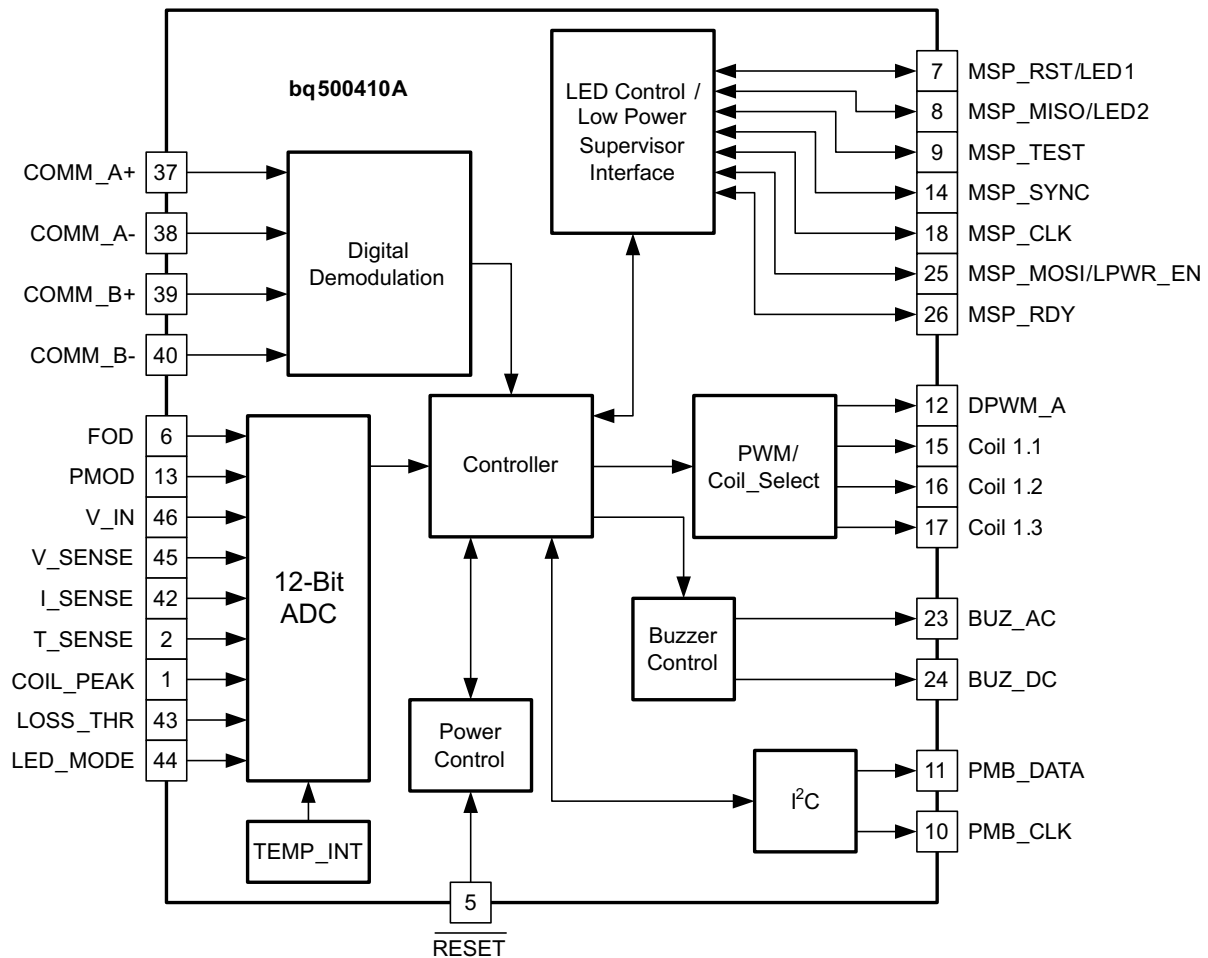 bq500410A
LED Control /
Low Power
Supervisor
Interface
7 MSP_RST/LED1
8 MSP_MISO/LED2
9 MSP_TEST
14 MSP_SYNC
18 MSP_CLK
25 MSP_MOSI/LPWR_EN
26 MSP_RDY
COMM_A+ 37
COMM_A- 38
COMM_B+ 39
COMM_B- 40
Digital
Demodulation
FOD 6
PMOD 13
V_IN 46
V_SENSE 45
I_SENSE 42
T_SENSE 2
COIL_PEAK 1
LOSS_THR 43
LED_MODE 44
12-Bit
ADC
TEMP_INT
Controller
PWM/
Coil_Select
12 DPWM_A
15 Coil 1.1
16 Coil 1.2
17 Coil 1.3
Buzzer
Control
23 BUZ_AC
24 BUZ_DC
Power
Control
I2C
11 PMB_DATA
10 PMB_CLK
5
RESET